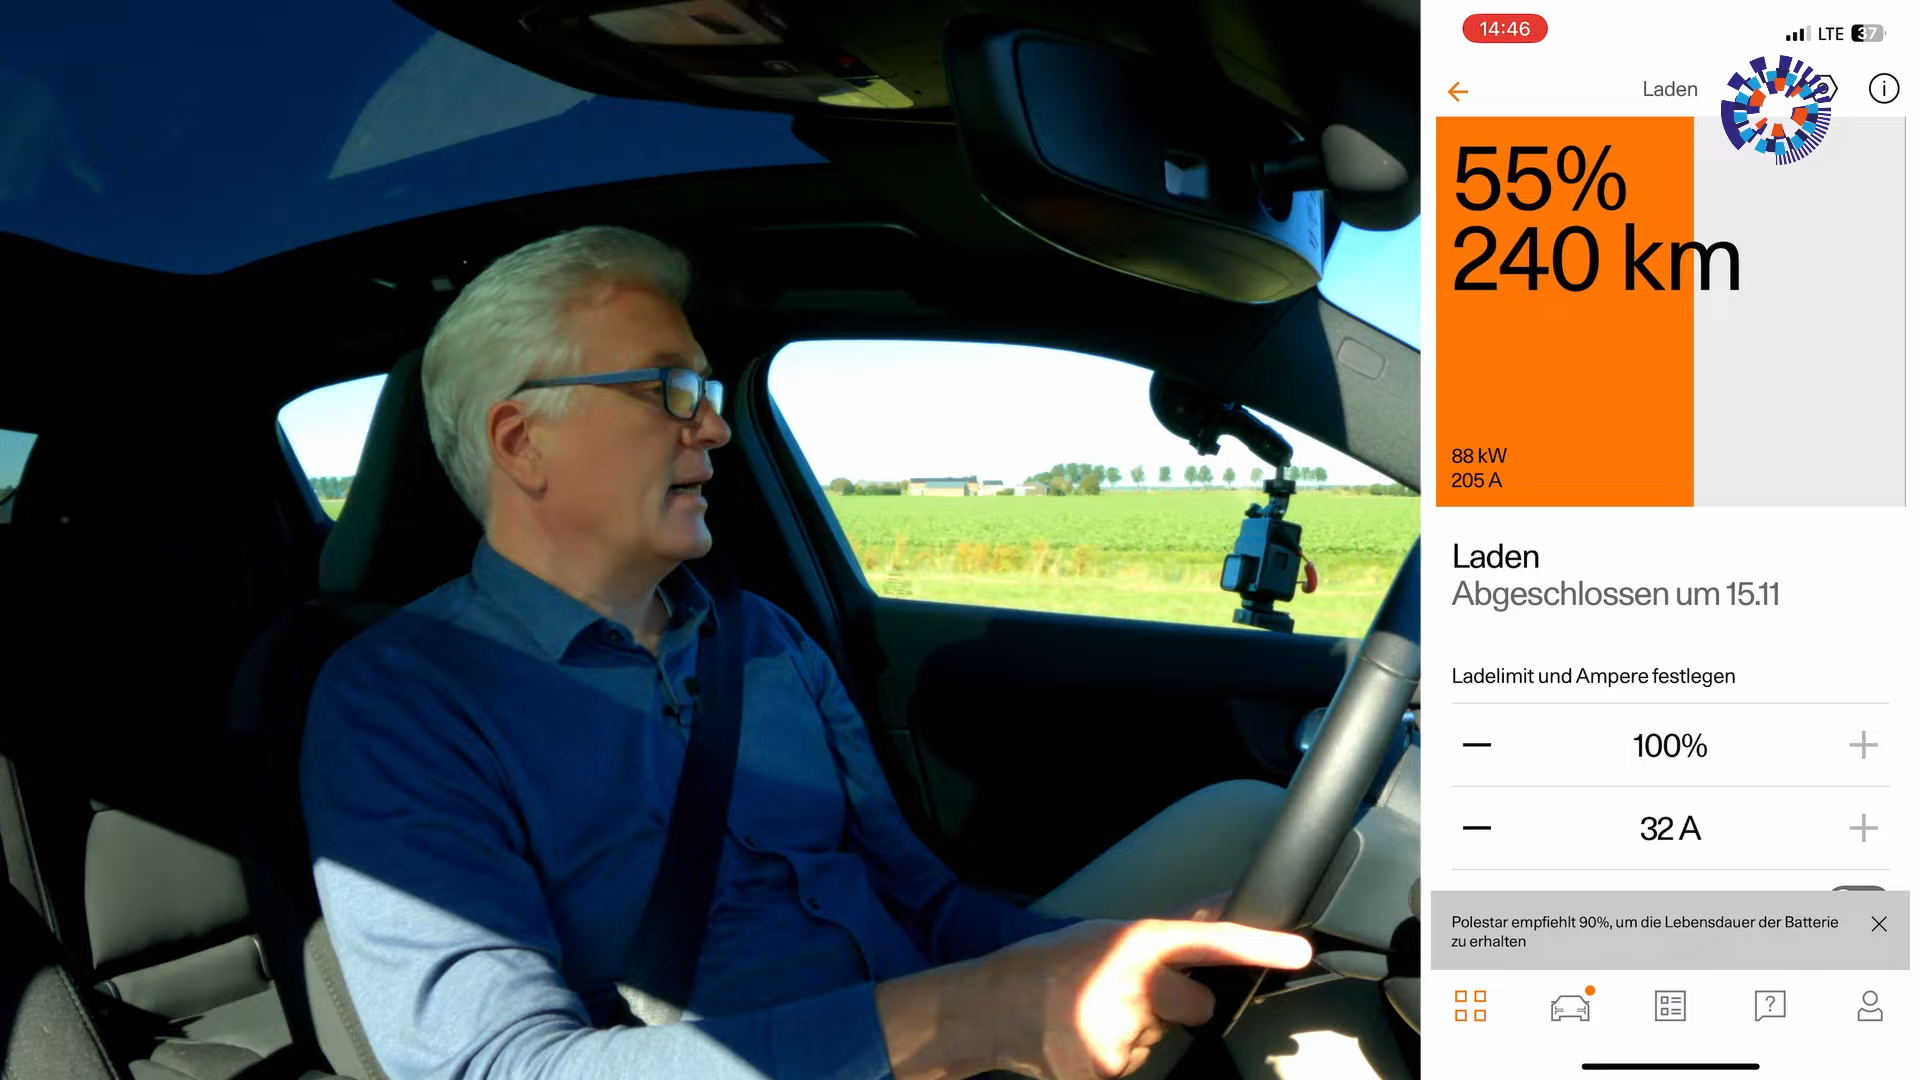 14:46
LTE 37
Laden
55%
240 km
88 kW
205 A
Laden
Abgeschlossen um 15.11
Ladelimit und Ampere festlegen
100%
32 A
Polestar empfiehlt 90%, um die Lebensdauer der Batterie
zu erhalten